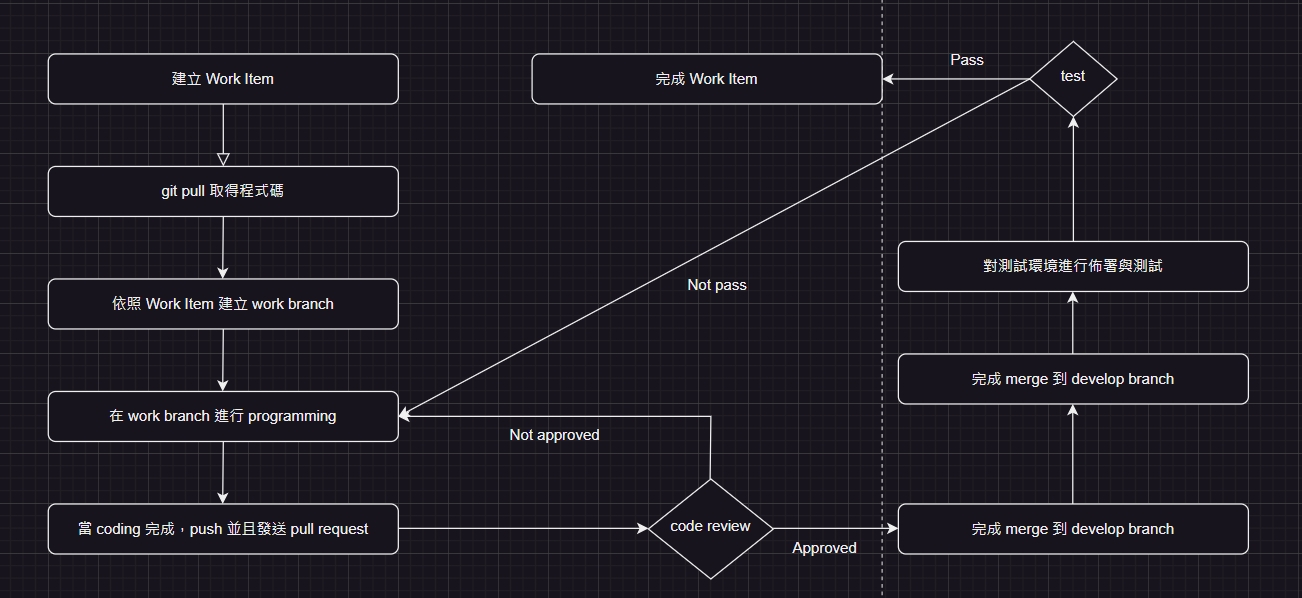 建立 Work Item
git pull 取得程式碼
依照 Work Item 建立 work branch
在 work branch 進行 programming
當 coding 完成，push 並且發送 pull request
code review
Not approved
Approved
完成 merge 到 develop branch
完成 merge 到 develop branch
對測試環境進行佈署與測試
test
Pass
Not pass
完成 Work Item